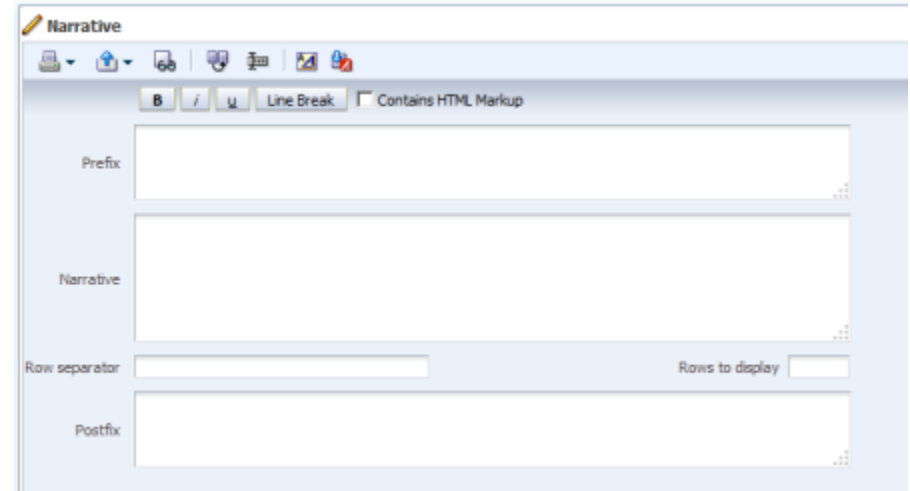 Narrative
B i u Line Break Contains HTML Markup
Prefix
Narrative
Row separator Rows to display
Postfix